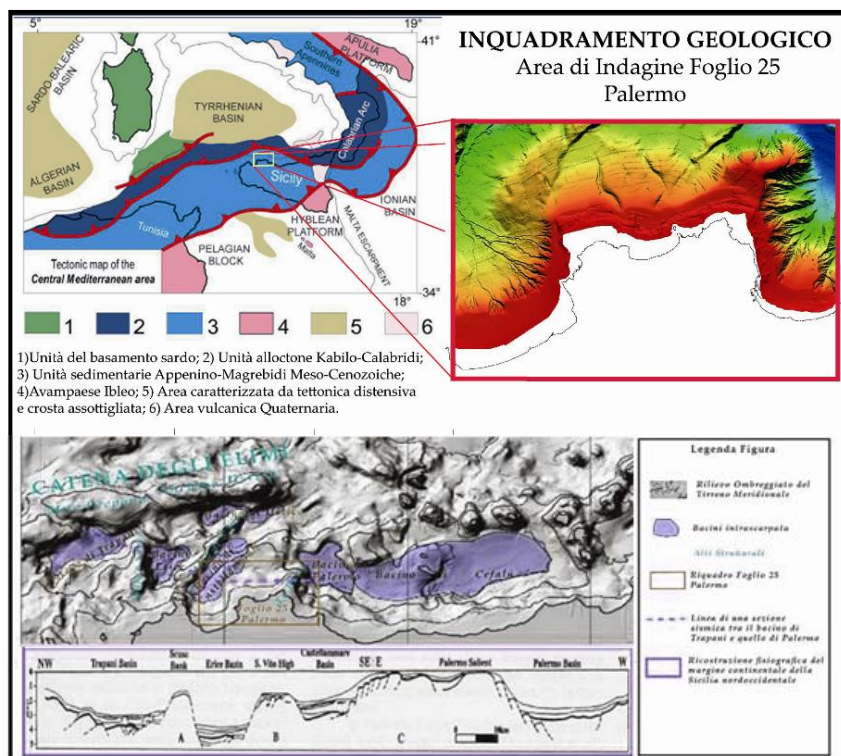 5°
19°
41°
APULIA
PLATFORM
Southern
Apennines
SARDO-BALEARIC
BASIN
TYRRHENIAN
BASIN
Calabrian Arc
ALGERIAN
BASIN
Sicily
IONIAN
BASIN
Tunisia
HYBLEAN
PLATFORM
MALTA ESCARPMENT
Malta
PELAGIAN
BLOCK
Tectonic map of the
Central Mediterranean area
18°
34°
1 2 3 4 5 6
1)Unità del basamento sardo; 2) Unità alloctone Kabilo-Calabridi;
3) Unità sedimentarie Appenino-Magrebidi Meso-Cenozoiche;
4)Avampaese Ibleo; 5) Area caratterizzata da tettonica distensiva
e crosta assottigliata; 6) Area vulcanica Quaternaria.
INQUADRAMENTO GEOLOGICO
Area di Indagine Foglio 25
Palermo
CATENA DEGLI ELIMI
Bacino
Palermo
Bacino di Cefalù
Foglio 25
Palermo
NW
Trapani Basin
Bank
Erice Basin
S. Vito High
Castellammare
Basin
SE E
Palermo Salient
Palermo Basin
W
A
B
C
Legenda Figura
Rilievo Ombreggiato del
Tirreno Meridionale
Bacini intrascarpata
Alti Strutturali
Riquadro Foglio 25
Palermo
Linea di una sezione
sismica tra il bacino di
Trapani e quello di Palermo
Ricostruzione fisiografica del
margine continentale della
Sicilia nordoccidentale